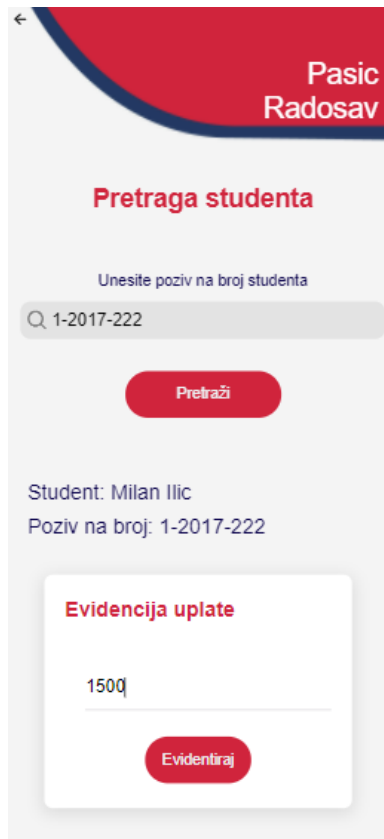 Pasic
Radosav
Pretraga studenta
Unesite poziv na broj studenta
1-2017-222
Pretraži
Student: Milan Ilic
Poziv na broj: 1-2017-222
Evidencija uplate
1500
Evidentiraj